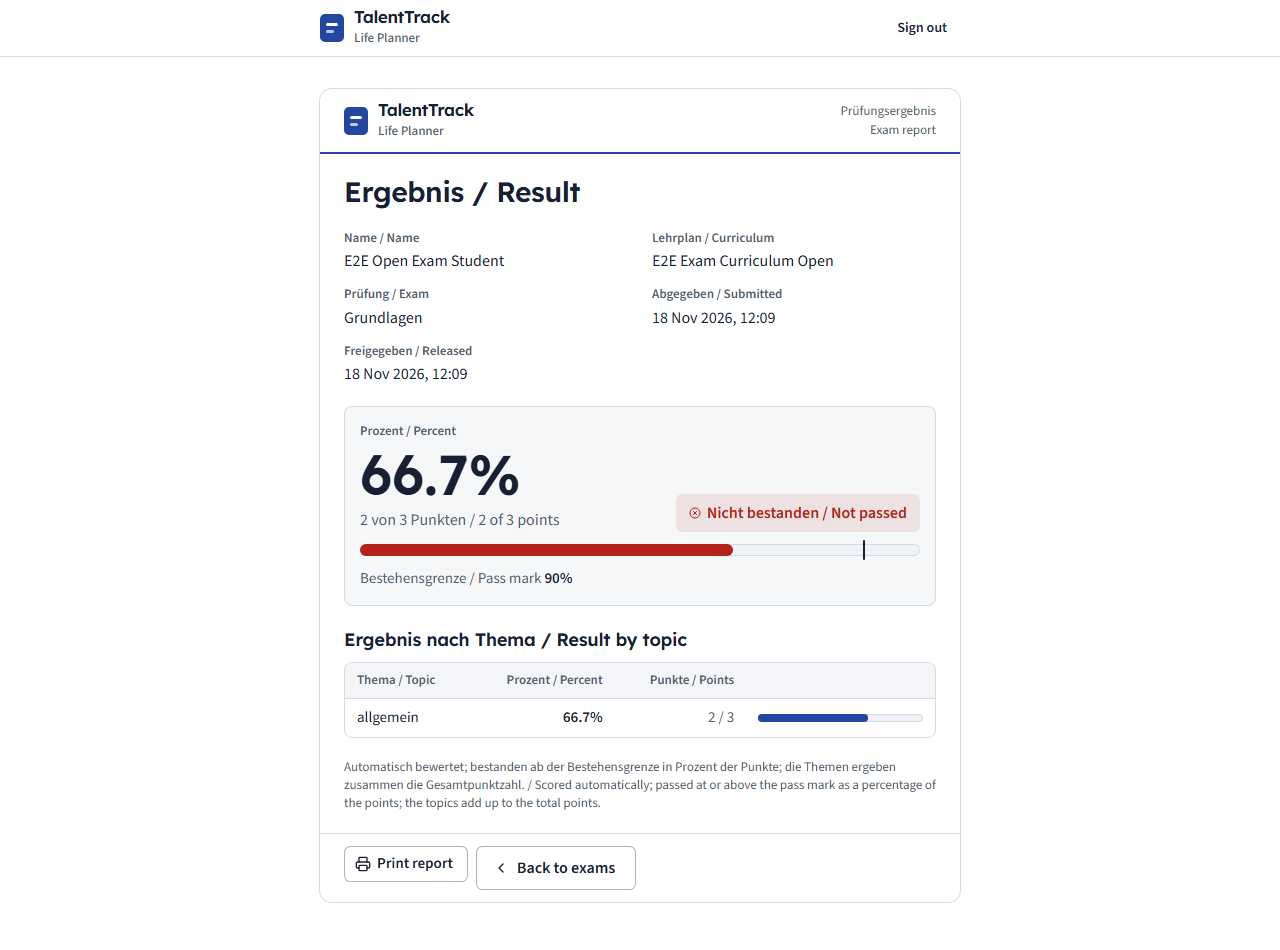 TalentTrack
Life Planner
Sign out
TalentTrack
Life Planner
Prüfungsergebnis
Exam report
Ergebnis / Result
Name / Name
E2E Open Exam Student
Lehrplan / Curriculum
E2E Exam Curriculum Open
Prüfung / Exam
Grundlagen
Abgegeben / Submitted
18 Nov 2026, 12:09
Freigegeben / Released
18 Nov 2026, 12:09
Prozent / Percent
66.7%
2 von 3 Punkten / 2 of 3 points
Nicht bestanden / Not passed
Bestehensgrenze / Pass mark 90%
Ergebnis nach Thema / Result by topic
Thema / Topic Prozent / Percent Punkte / Points
allgemein 66.7% 2 / 3
Automatisch bewertet; bestanden ab der Bestehensgrenze in Prozent der Punkte; die Themen ergeben
zusammen die Gesamtpunktzahl. / Scored automatically; passed at or above the pass mark as a percentage of
the points; the topics add up to the total points.
Print report
Back to exams